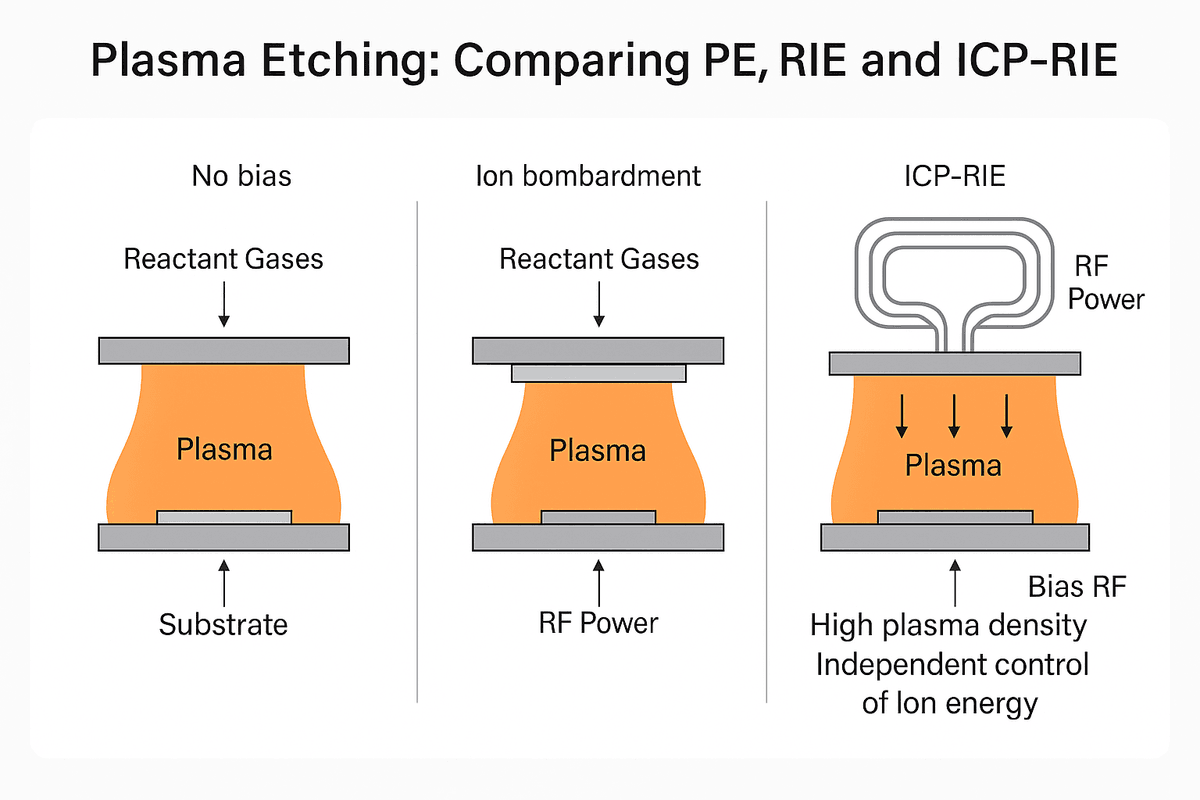 Plasma Etching: Comparing PE, RIE and ICP-RIE
No bias
Reactant Gases
Plasma
Substrate
Ion bombardment
Reactant Gases
Plasma
RF Power
ICP-RIE
RF
Power
Plasma
Bias RF
High plasma density
Independent control
of Ion energy